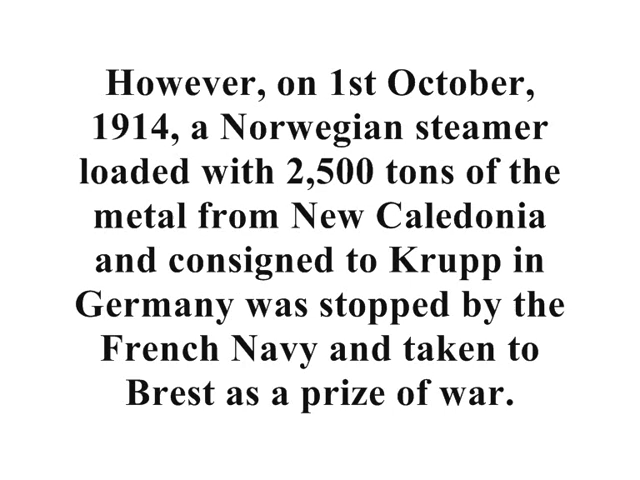 However, on 1st October,
1914, a Norwegian steamer
loaded with 2,500 tons of the
metal from New Caledonia
and consigned to Krupp in
Germany was stopped by the
French Navy and taken to
Brest as a prize of war.